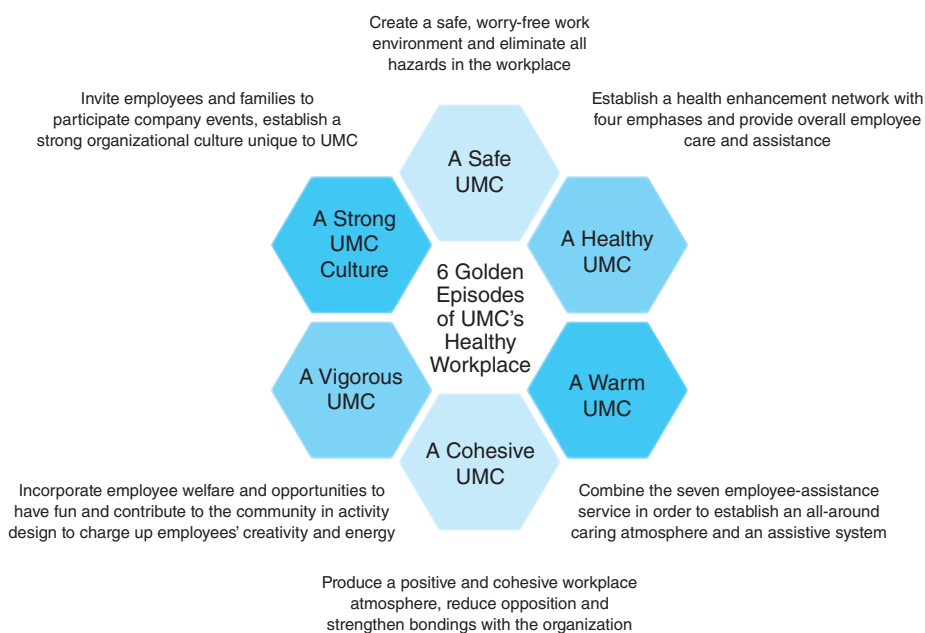 Create a safe, worry-free work
environment and eliminate all
hazards in the workplace
Invite employees and families to
participate company events, establish a
strong organizational culture unique to UMC
Establish a health enhancement network with
four emphases and provide overall employee
care and assistance
A Safe
UMC
A Strong
UMC
Culture
A Healthy
UMC
6 Golden
Episodes
of UMC’s
Healthy
Workplace
A Vigorous
UMC
A Warm
UMC
A Cohesive
UMC
Incorporate employee welfare and opportunities to
have fun and contribute to the community in activity
design to charge up employees’ creativity and energy
Combine the seven employee-assistance
service in order to establish an all-around
caring atmosphere and an assistive system
Produce a positive and cohesive workplace
atmosphere, reduce opposition and
strengthen bondings with the organization